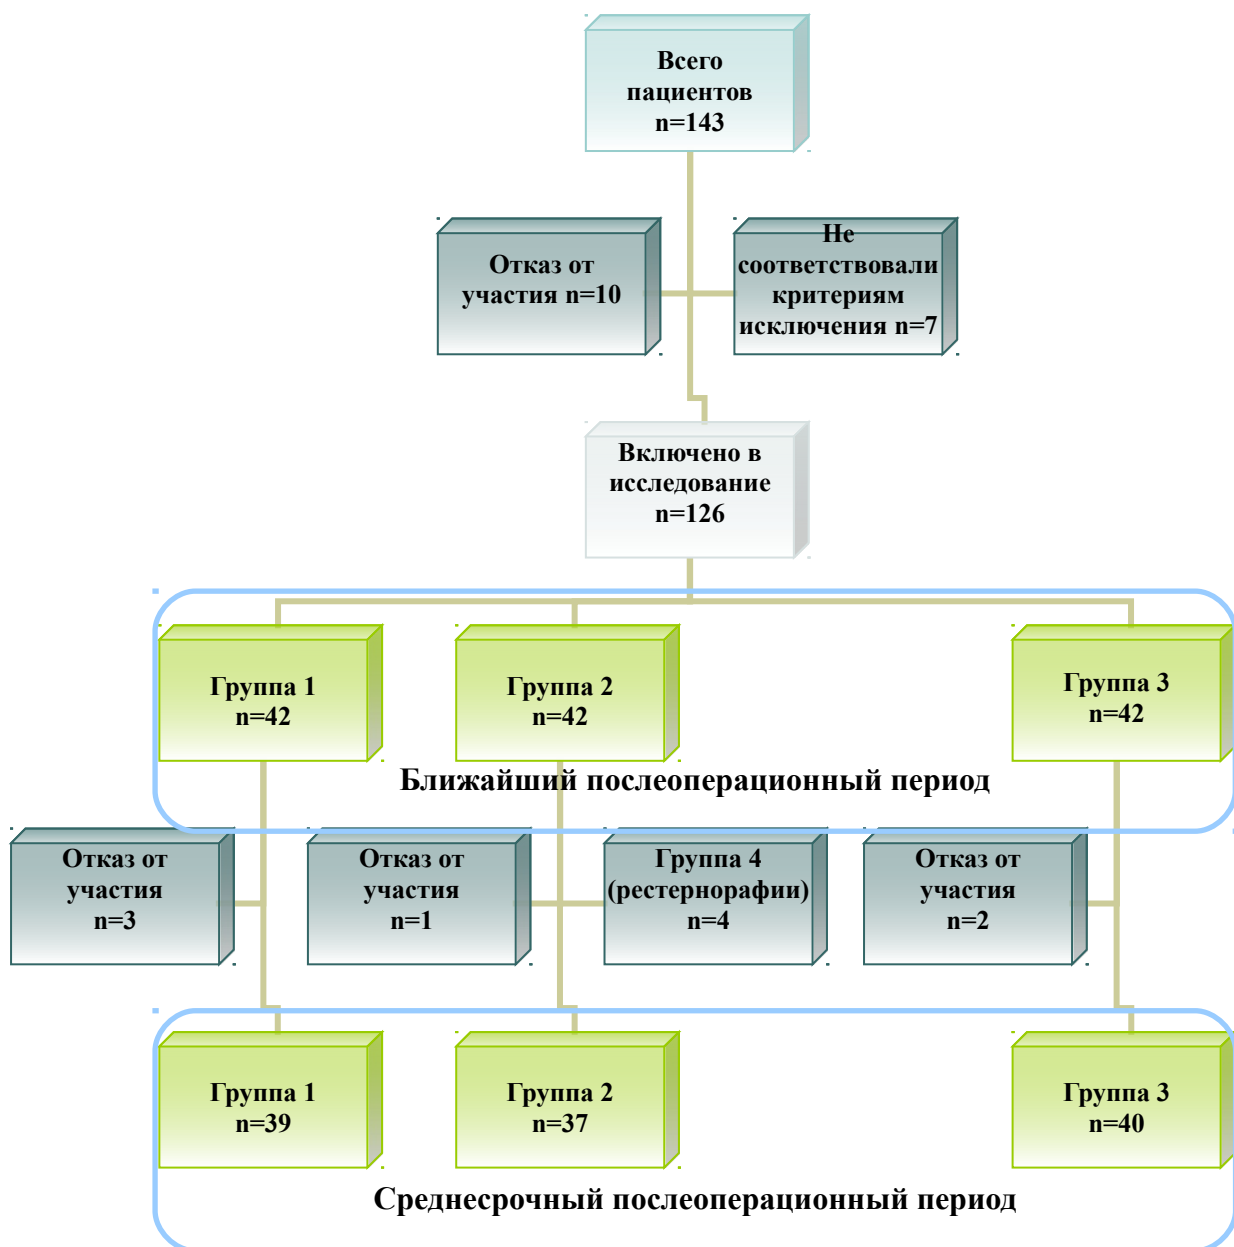 Всего
пациентов
n=143
Отказ от
участия n=10
Не
соответствовали
критериям
исключения n=7
Включено в
исследование
n=126
Группа 1
n=42
Группа 2
n=42
Группа 3
n=42
Ближайший послеоперационный период
Отказ от
участия
n=3
Отказ от
участия
n=1
Группа 4
(рестернорафии)
n=4
Отказ от
участия
n=2
Группа 1
n=39
Группа 2
n=37
Группа 3
n=40
Среднесрочный послеоперационный период